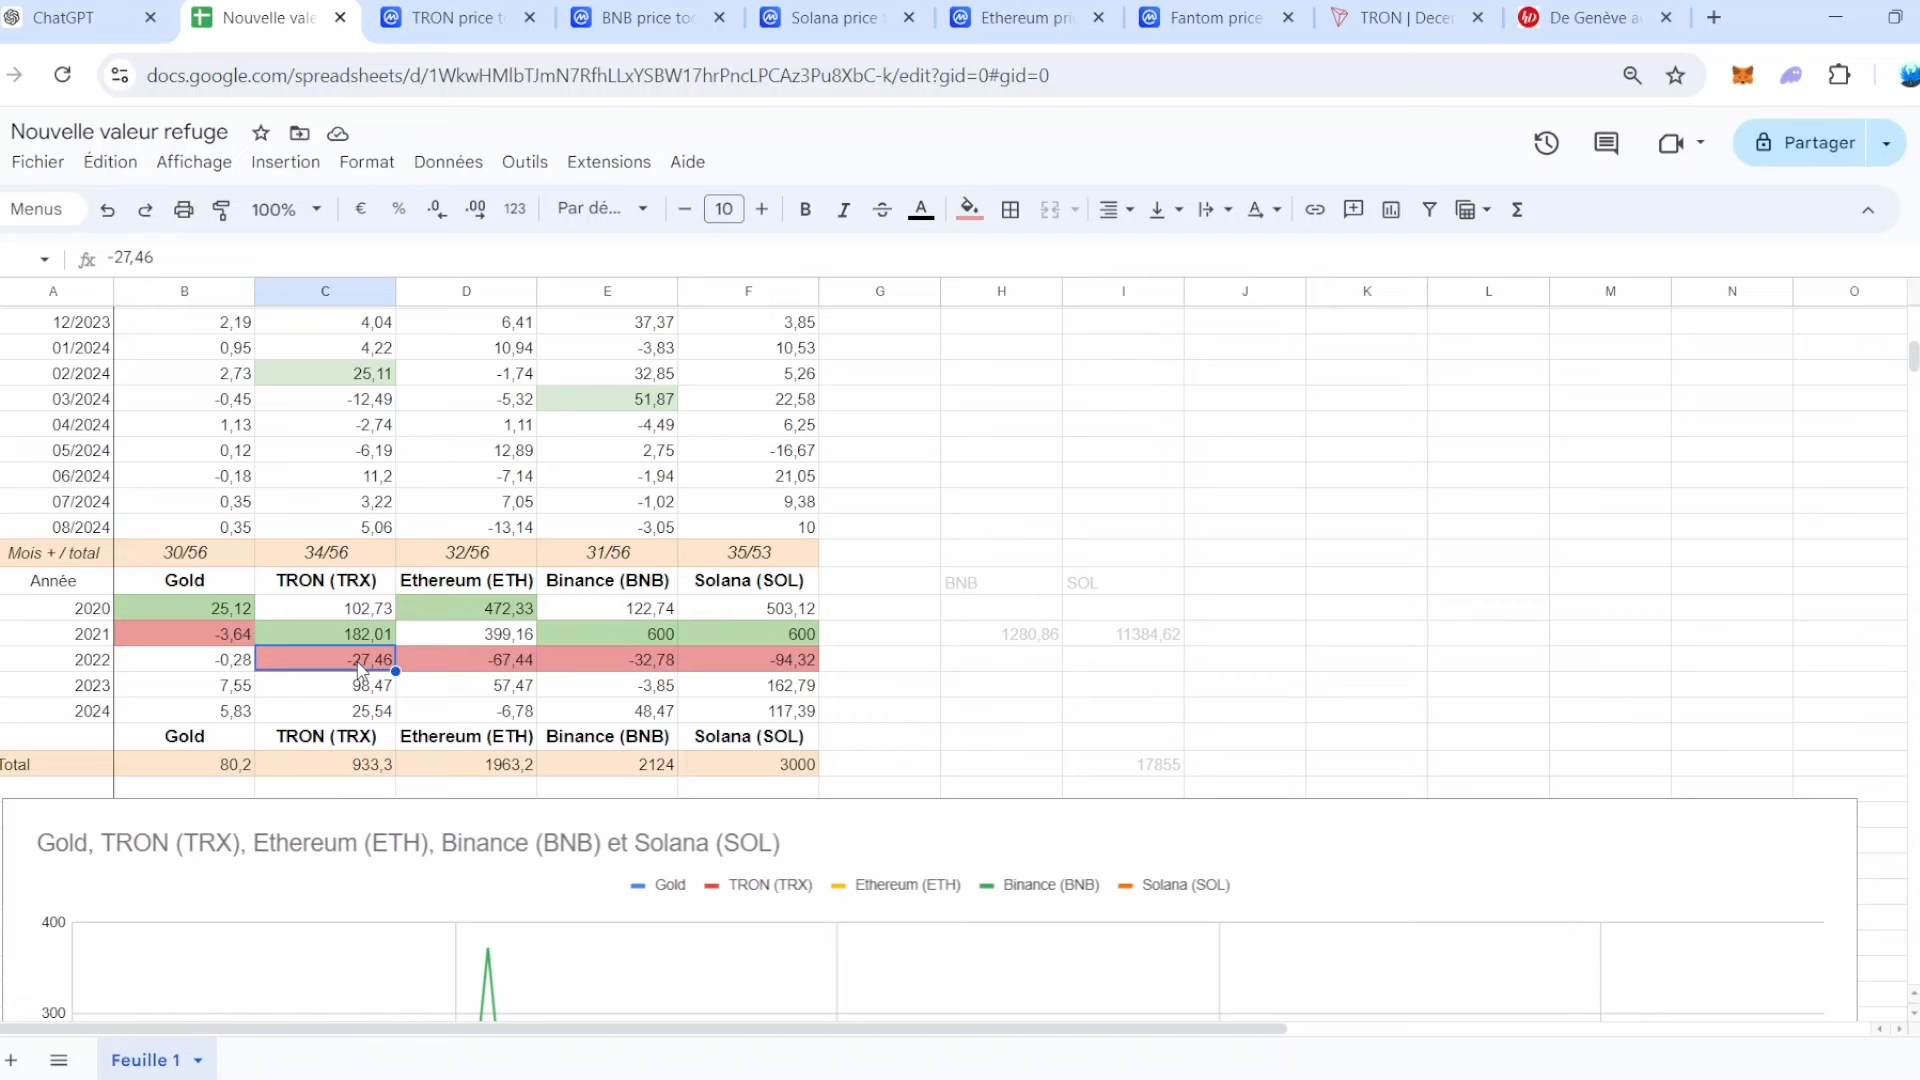 ChatGPT
Nouvelle vale
TRON price t
BNB price to
Solana price
Ethereum pri
Fantom price
TRON | Dece
De Genève a
docs.google.com/spreadsheets/d/1WkwHMlbTJmN7RfhLLxYSBW17hrPncLPCAz3Pu8XbC-k/edit?gid=0#gid=0
Nouvelle valeur refuge
Partager
Fichier Édition Affichage Insertion Format Données Outils Extensions Aide
Menus 100% € % .0 .00 123 Par dé... 10 B I A Σ
fx -27,46
A B C D E F G H I J K L M N O
12/2023 2,19 4,04 6,41 37,37 3,85
01/2024 0,95 4,22 10,94 -3,83 10,53
02/2024 2,73 25,11 -1,74 32,85 5,26
03/2024 -0,45 -12,49 -5,32 51,87 22,58
04/2024 1,13 -2,74 1,11 -4,49 6,25
05/2024 0,12 -6,19 12,89 2,75 -16,67
06/2024 -0,18 11,2 -7,14 -1,94 21,05
07/2024 0,35 3,22 7,05 -1,02 9,38
08/2024 0,35 5,06 -13,14 -3,05 10
Mois + / total 30/56 34/56 32/56 31/56 35/53
Année Gold TRON (TRX) Ethereum (ETH) Binance (BNB) Solana (SOL) BNB SOL
2020 25,12 102,73 472,33 122,74 503,12
2021 -3,64 182,01 399,16 600 600 1280,86 11384,62
2022 -0,28 -27,46 -67,44 -32,78 -94,32
2023 7,55 98,47 57,47 -3,85 162,79
2024 5,83 25,54 -6,78 48,47 117,39
Gold TRON (TRX) Ethereum (ETH) Binance (BNB) Solana (SOL)
Total 80,2 933,3 1963,2 2124 3000 17855
Gold, TRON (TRX), Ethereum (ETH), Binance (BNB) et Solana (SOL)
Gold TRON (TRX) Ethereum (ETH) Binance (BNB) Solana (SOL)
400
300
Feuille 1